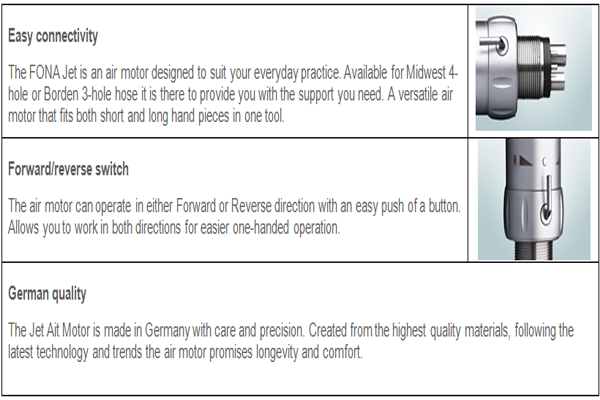 Easy connectivity
The FONA Jet is an air motor designed to suit your everyday practice. Available for Midwest 4-
hole or Borden 3-hole hose it is there to provide you with the support you need. A versatile air
motor that fits both short and long hand pieces in one tool.
Forward/reverse switch
R
The air motor can operate in either Forward or Reverse direction with an easy push of a button.
Allows you to work in both directions for easier one-handed operation.
German quality
The Jet Ait Motor is made in Germany with care and precision. Created from the highest quality materials, following the
latest technology and trends the air motor promises longevity and comfort.